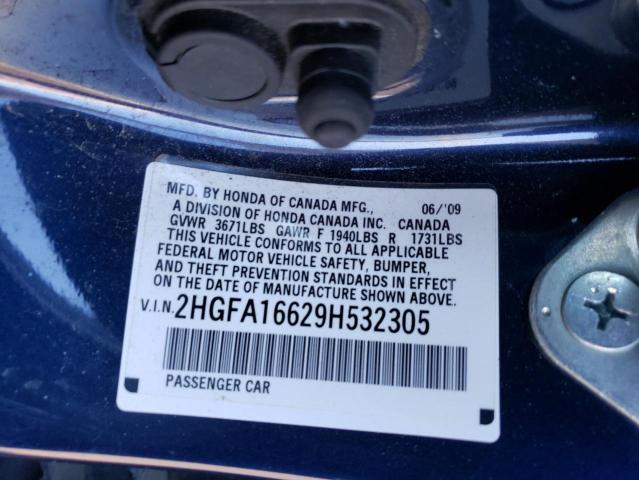 MFD. BY HONDA OF CANADA MFG., 06/'09
A DIVISION OF HONDA CANADA INC. CANADA
GVWR 3671LBS GAWR F 1940LBS R 1731LBS
THIS VEHICLE CONFORMS TO ALL APPLICABLE
FEDERAL MOTOR VEHICLE SAFETY, BUMPER,
AND THEFT PREVENTION STANDARDS IN EFFECT
ON THE DATE OF MANUFACTURE SHOWN ABOVE.
V.I.N. 2HGFA16629H532305
PASSENGER CAR